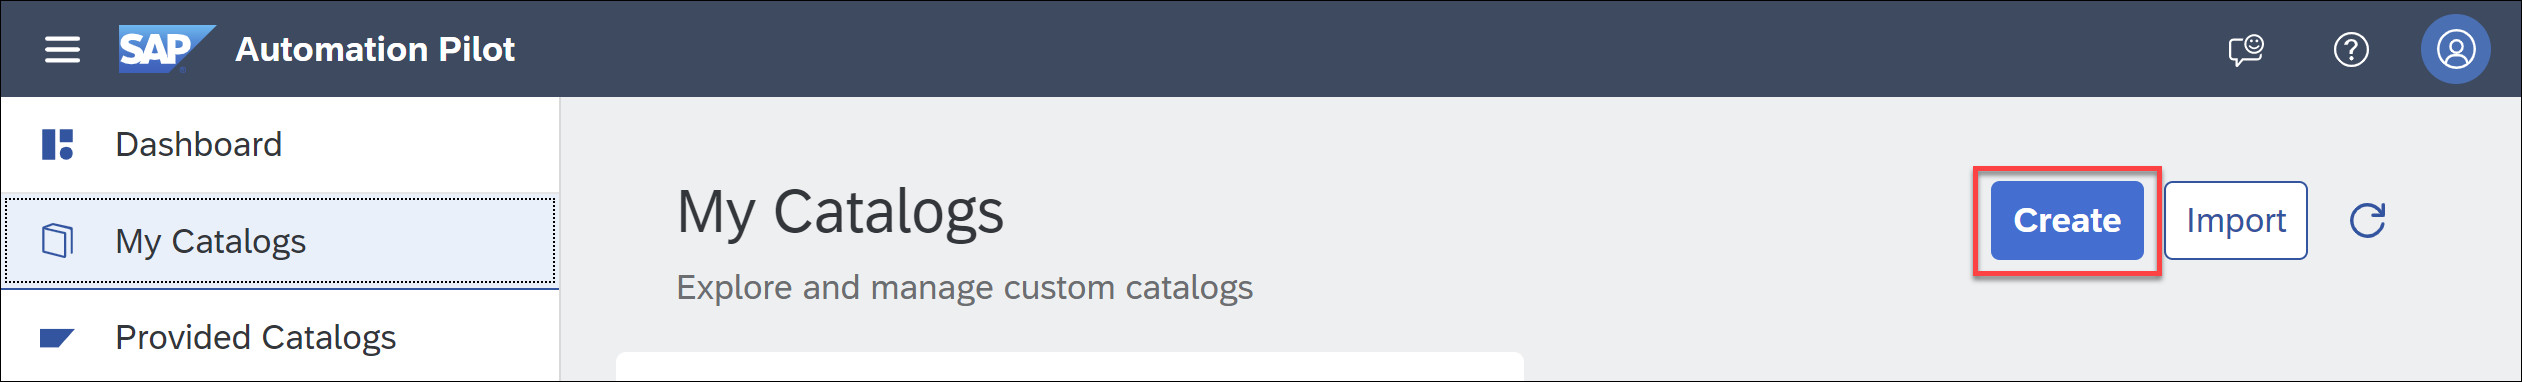 SAP Automation Pilot
Dashboard
My Catalogs
Provided Catalogs
My Catalogs
Explore and manage custom catalogs
Create
Import